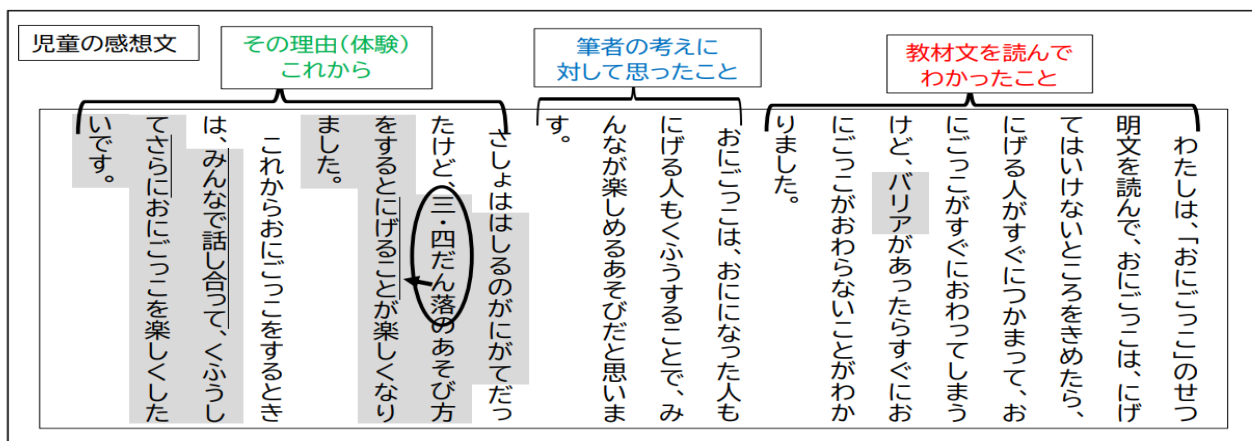 児童の感想文
その理由(体験)
これから
筆者の考えに
対して思ったこと
教材文を読んで
わかったこと
わたしは、「おにごっこ」のせつ
明文を読んで、おにごっこは、にげ
てはいけないところをきめたら、
にげる人がすぐにつかまって、お
にごっこがすぐにおわってしまう
けど、バリアがあったらすぐにお
にごっこがおわらないことがわか
りました。
おにごっこは、おにになった人も
にげる人もくふうすることで、み
んなが楽しめるあそびだと思いま
す。
さしょははしるのがにがてだっ
たけど、三・四だん落のあそび方
をするとにげることが楽しくなり
ました。
これからおにごっこをするとき
は、みんなで話し合って、くふうし
てさらにおにごっこを楽しくした
いです。